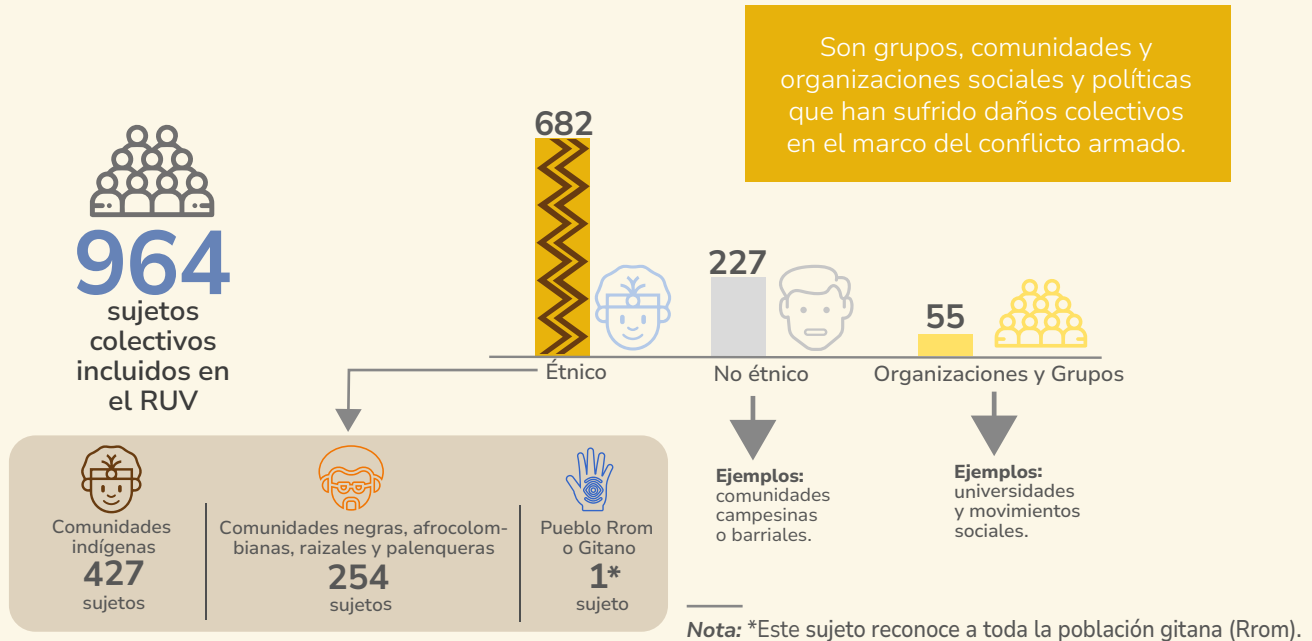 Son grupos, comunidades y
organizaciones sociales y políticas
que han sufrido daños colectivos
en el marco del conflicto armado.
964
sujetos
colectivos
incluidos en
el RUV
682
227
55
Étnico
No étnico
Organizaciones y Grupos
Comunidades
indígenas
427
sujetos
Comunidades negras, afrocolom-
bianas, raizales y palenqueras
254
sujetos
Pueblo Rrom
o Gitano
1*
sujeto
Ejemplos:
comunidades
campesinas
o barriales.
Ejemplos:
universidades
y movimientos
sociales.
Nota: *Este sujeto reconoce a toda la población gitana (Rrom).